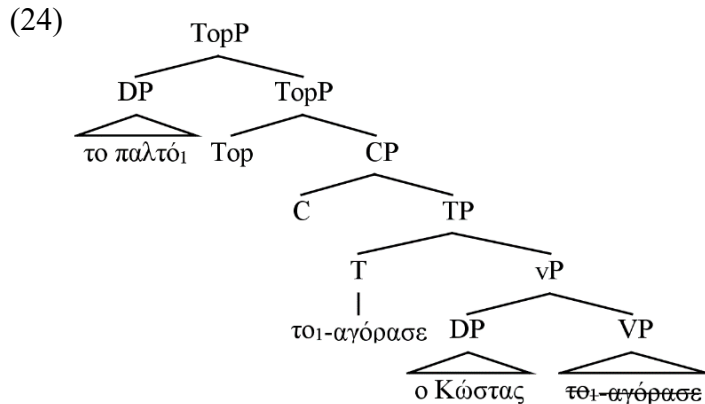 (24)
TopP
DP TopP
το παλτό₁ Top CP
C TP
T vP
το₁-αγόρασε DP VP
ο Κώστας το₁-αγόρασε